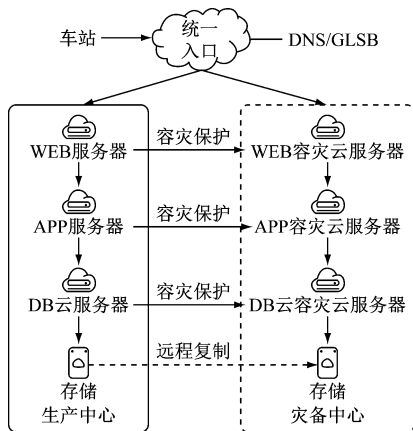 车站
统一
入口
DNS/GLSB
WEB服务器
容灾保护
WEB容灾云服务器
APP服务器
容灾保护
APP容灾云服务器
DB云服务器
容灾保护
DB云容灾云服务器
远程复制
存储
生产中心
存储
灾备中心